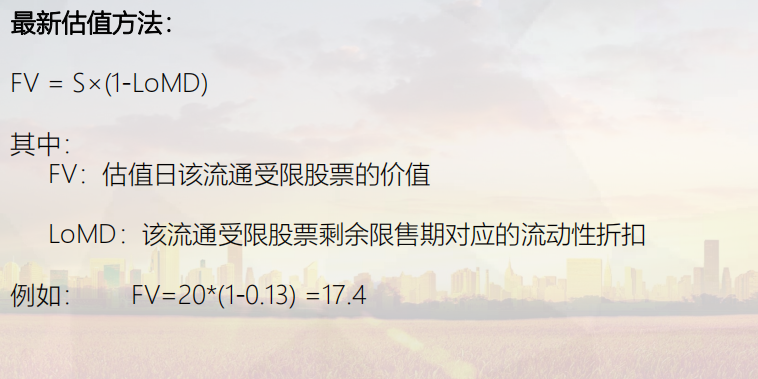 最新估值方法：
FV = S×(1-LoMD)
其中：
FV：估值日该流通受限股票的价值
LoMD：该流通受限股票剩余限售期对应的流动性折扣
例如： FV=20*(1-0.13) =17.4